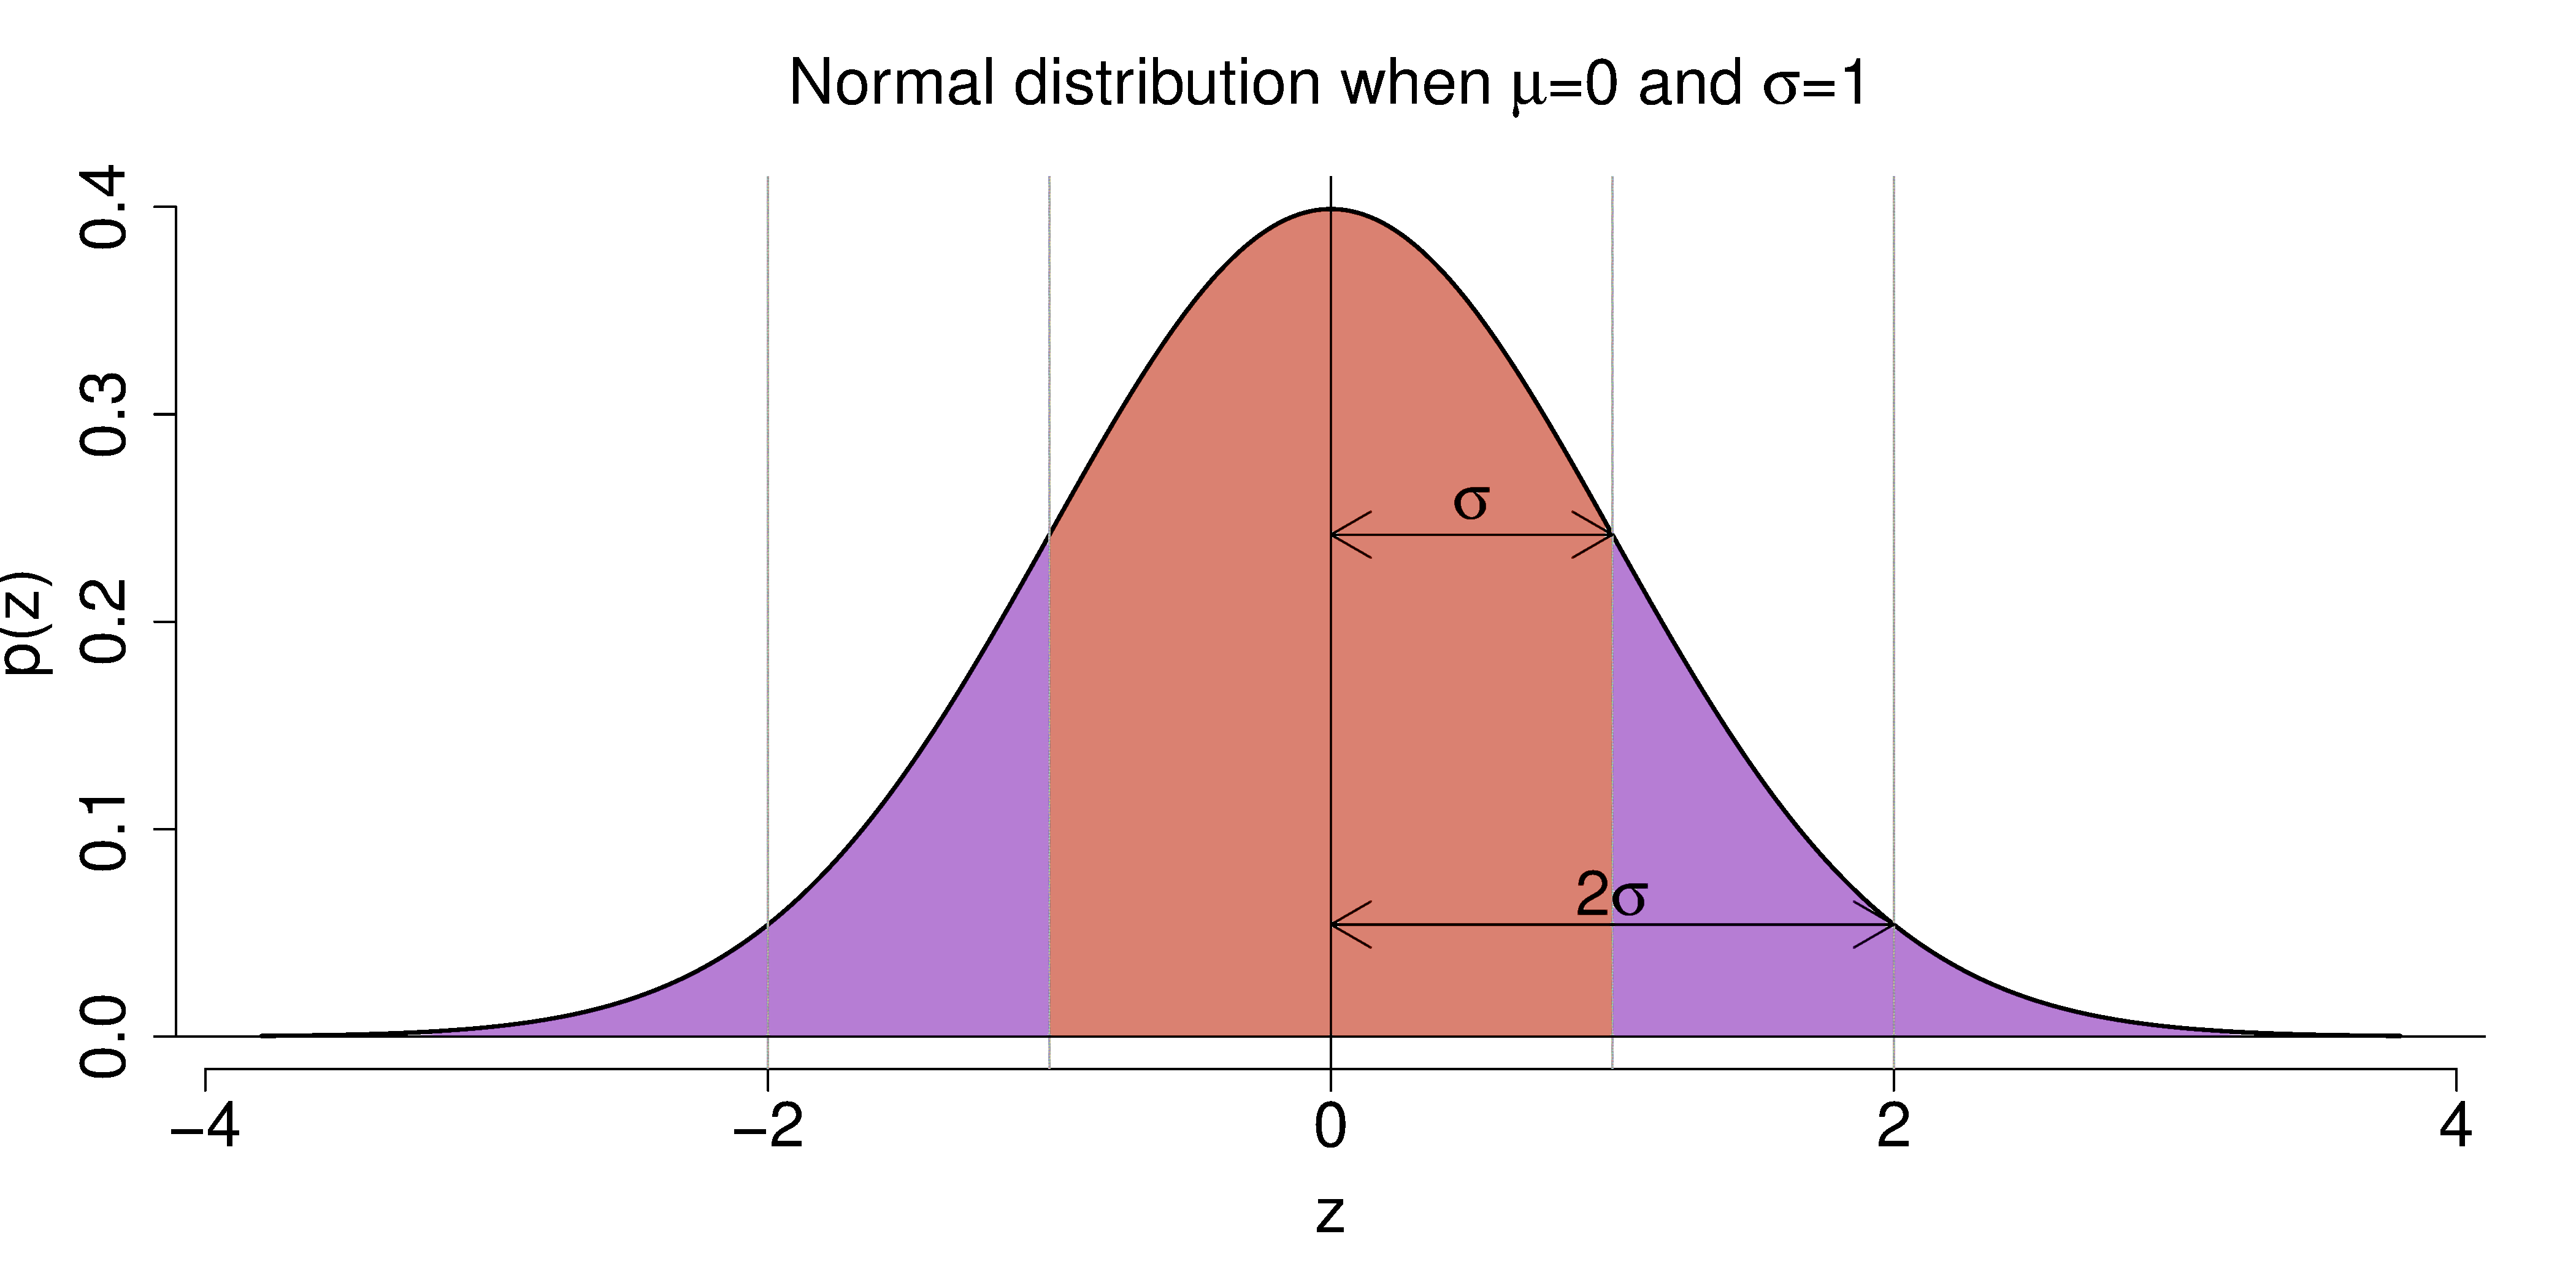 Normal distribution when μ=0 and σ=1
p(z)
0.4
0.3
0.2
0.1
0.0
σ
2σ
−4 −2 0 2 4
z